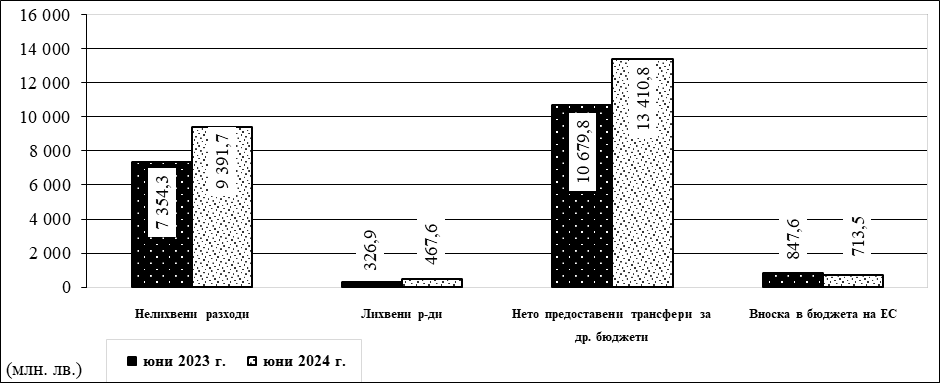 16 000
14 000
12 000
10 000
8 000
6 000
4 000
2 000
0
7 354,3
9 391,7
326,9
467,6
10 679,8
13 410,8
847,6
713,5
Нелихвени разходи
Лихвени р-ди
Нето предоставени трансфери за
др. бюджети
Вноска в бюджета на ЕС
(млн. лв.)
юни 2023 г.
юни 2024 г.